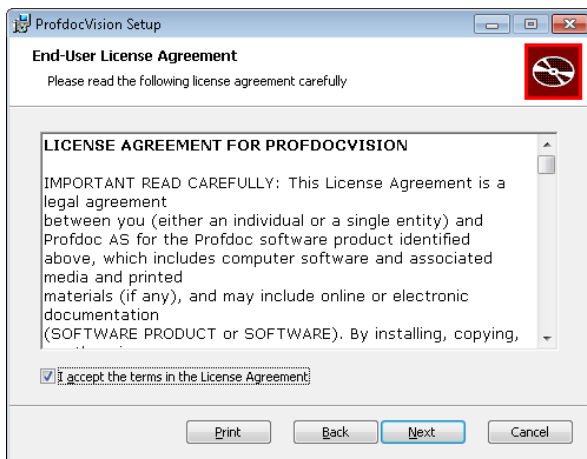 ProfdocVision Setup
End-User License Agreement
Please read the following license agreement carefully
LICENSE AGREEMENT FOR PROFDOCVISION
IMPORTANT READ CAREFULLY: This License Agreement is a
legal agreement
between you (either an individual or a single entity) and
Profdoc AS for the Profdoc software product identified
above, which includes computer software and associated
media and printed
materials (if any), and may include online or electronic
documentation
(SOFTWARE PRODUCT or SOFTWARE). By installing, copying,
I accept the terms in the License Agreement
Print Back Next Cancel